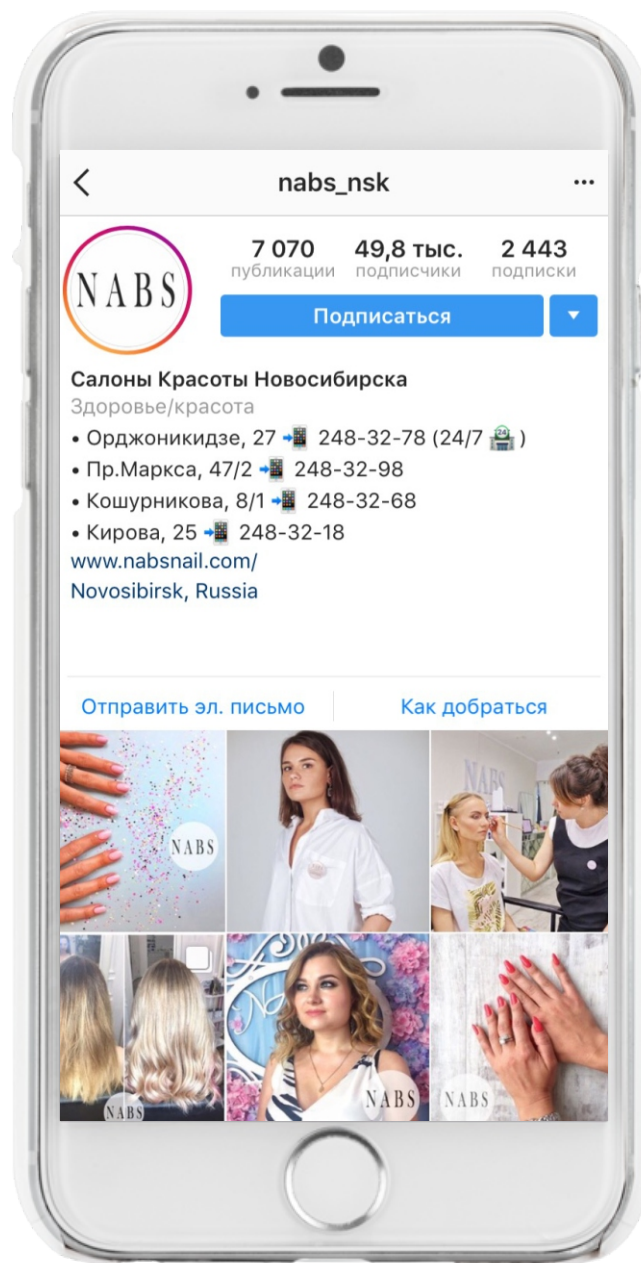 nabs_nsk
NABS
7 070 49,8 тыс. 2 443
публикации подписчики подписки
Подписаться
Салоны Красоты Новосибирска
Здоровье/красота
• Орджоникидзе, 27 248-32-78 (24/7 24 )
• Пр.Маркса, 47/2 248-32-98
• Кошурникова, 8/1 248-32-68
• Кирова, 25 248-32-18
www.nabsnail.com/
Novosibirsk, Russia
Отправить эл. письмо Как добраться
NABS
NABS
NABS
NABS
NABS